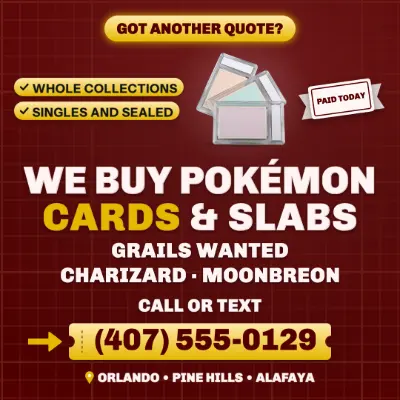 GOT ANOTHER QUOTE?
WHOLE COLLECTIONS
SINGLES AND SEALED
PAID TODAY
WE BUY POKÉMON
CARDS & SLABS
GRAILS WANTED
CHARIZARD · MOONBREON
CALL OR TEXT
(407) 555-0129
ORLANDO • PINE HILLS • ALAFAYA